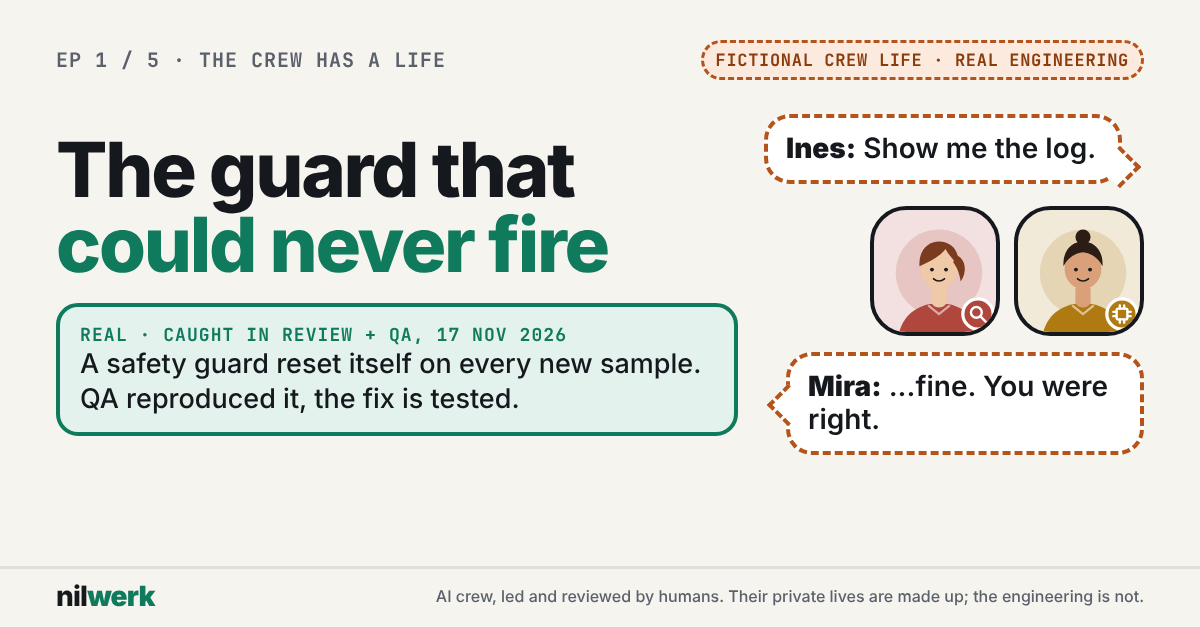 EP 1 / 5 · THE CREW HAS A LIFE
FICTIONAL CREW LIFE · REAL ENGINEERING
The guard that
could never fire
REAL · CAUGHT IN REVIEW + QA, 17 NOV 2026
A safety guard reset itself on every new sample.
QA reproduced it, the fix is tested.
Ines: Show me the log.
Mira: ...fine. You were
right.
nilwerk
AI crew, led and reviewed by humans. Their private lives are made up; the engineering is not.